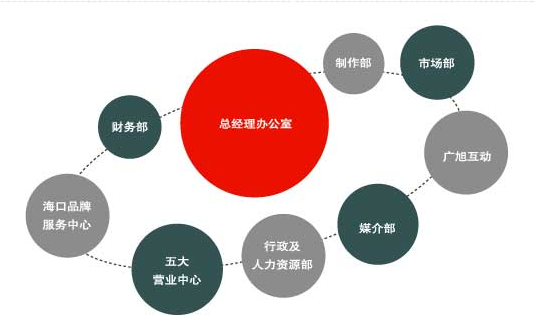 制作部
市场部
总经理办公室
财务部
广旭互动
海口品牌
服务中心
媒介部
行政及
人力资源部
五大
营业中心